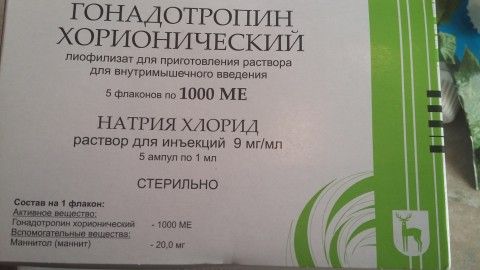 ГОНАДОТРОПИН
ХОРИОНИЧЕСКИЙ
лиофилизат для приготовления раствора
для внутримышечного введения
5 флаконов по 1000 МЕ
НАТРИЯ ХЛОРИД
раствор для инъекций 9 мг/мл
5 ампул по 1 мл
СТЕРИЛЬНО
Состав на 1 флакон:
Активное вещество:
Гонадотропин хорионический - 1000 МЕ
Вспомогательные вещества:
Маннитол (маннит) - 20,0 мг